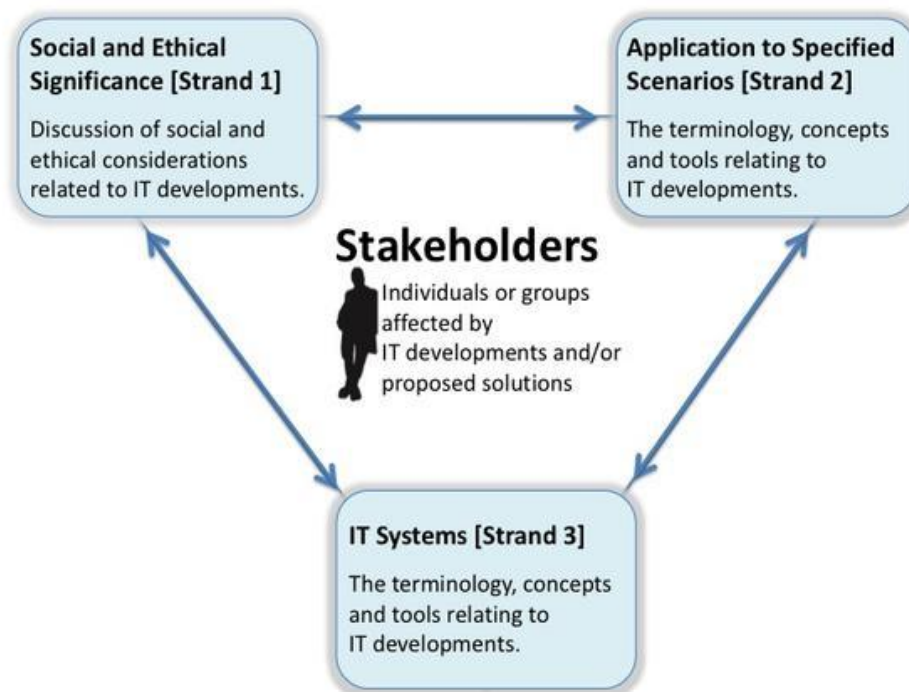 Social and Ethical
Significance [Strand 1]
Discussion of social and
ethical considerations
related to IT developments.
Application to Specified
Scenarios [Strand 2]
The terminology, concepts
and tools relating to
IT developments.
Stakeholders
Individuals or groups
affected by
IT developments and/or
proposed solutions
IT Systems [Strand 3]
The terminology, concepts
and tools relating to
IT developments.